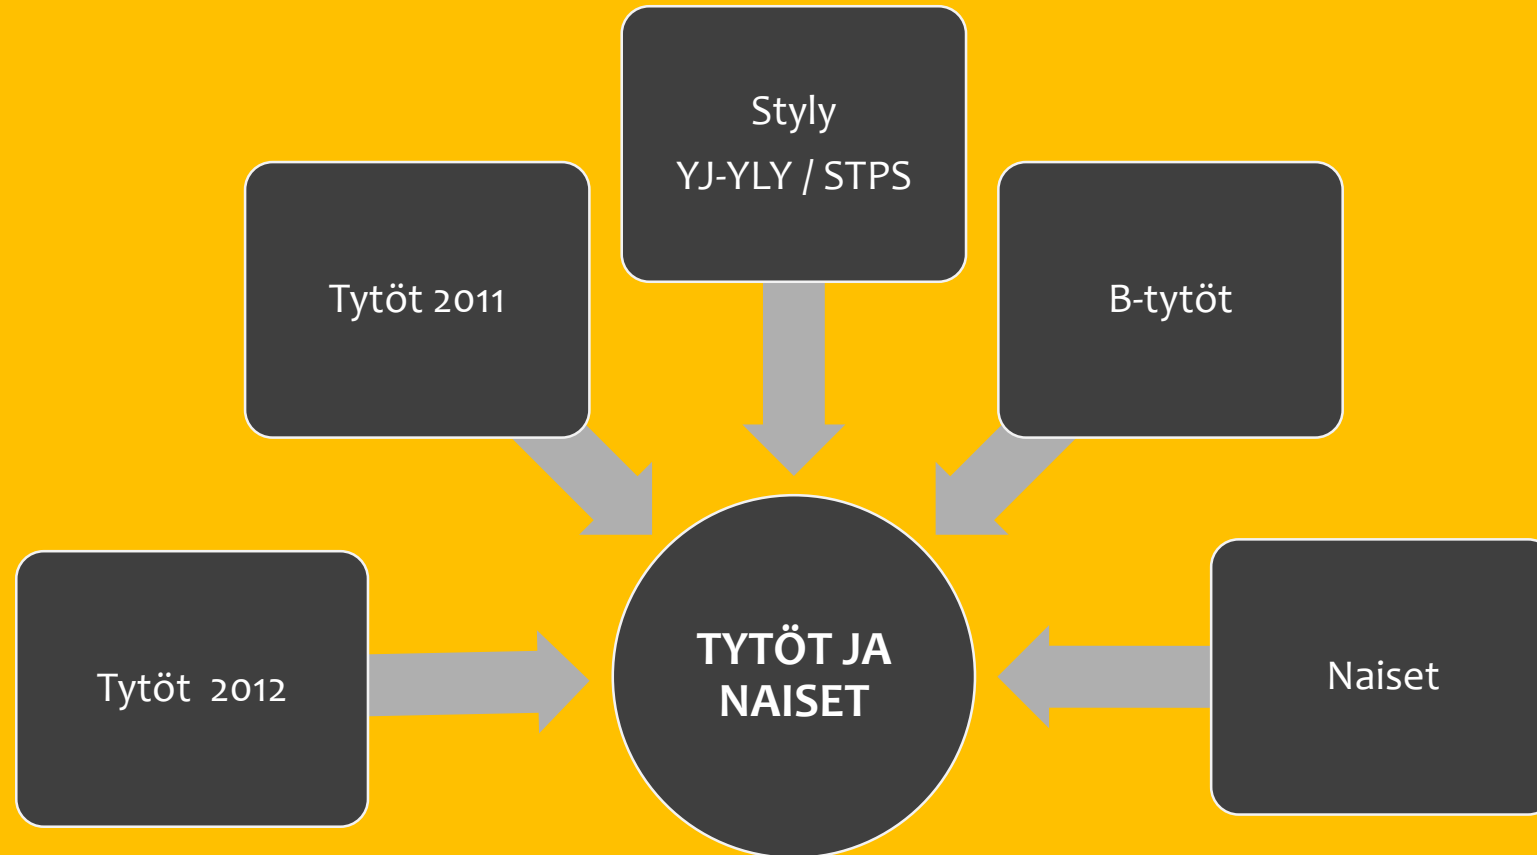 Styly
YJ-YLY / STPS
Tytöt 2011
B-tytöt
Tytöt  2012
TYTÖT JA
NAISET
Naiset